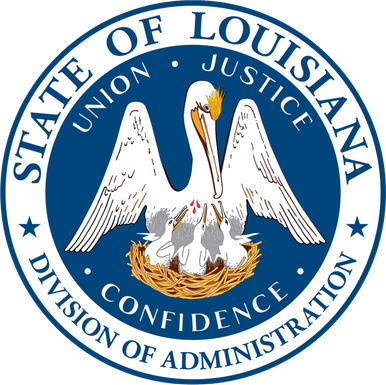 STATE OF LOUISIANA
UNION · JUSTICE
· CONFIDENCE ·
★ DIVISION OF ADMINISTRATION ★